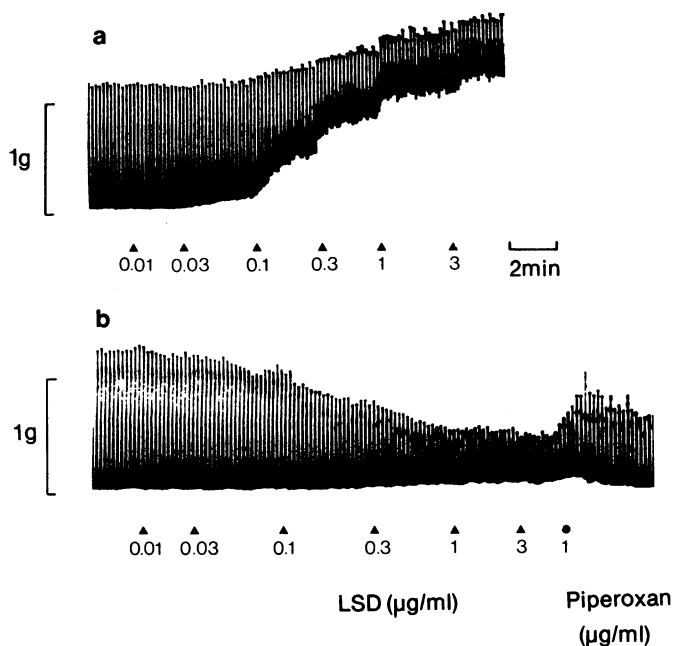 a
1g
0.01 0.03 0.1 0.3 1 3 2min
b
1g
0.01 0.03 0.1 0.3 1 3 1
LSD (µg/ml) Piperoxan
(µg/ml)